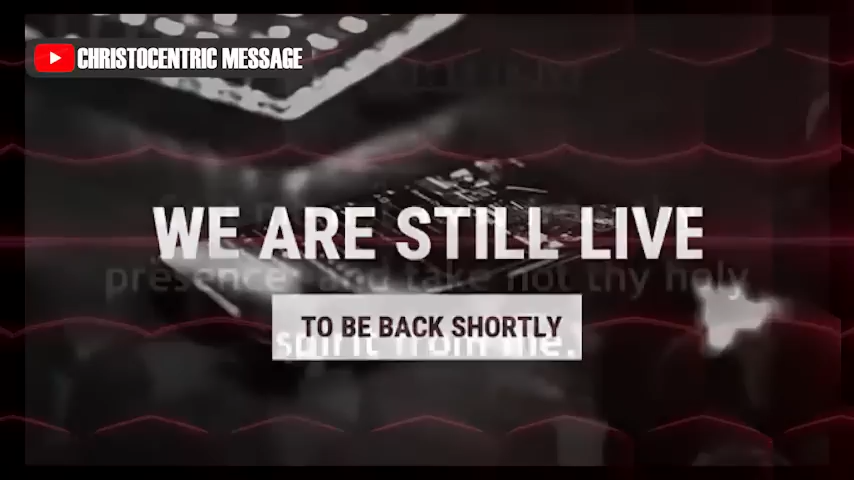 CHRISTOCENTRIC MESSAGE
WE ARE STILL LIVE
presence; and take not thy holy
TO BE BACK SHORTLY
spirit from me.